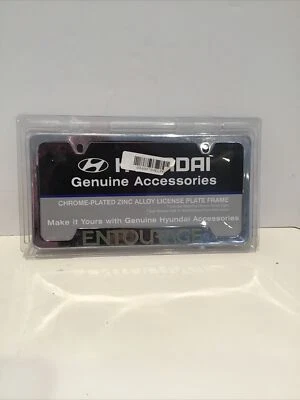 HYUNDAI
Genuine Accessories
CHROME-PLATED ZINC ALLOY LICENSE PLATE FRAME
Make it Yours with Genuine Hyundai Accessories
ENTOURAGE